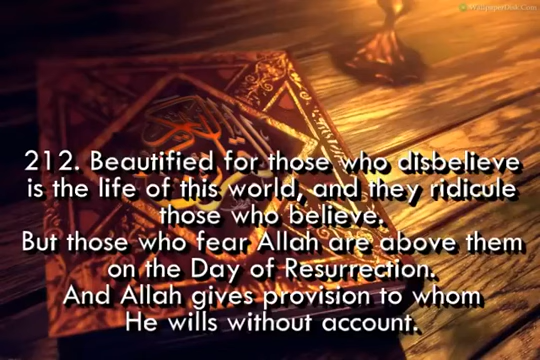 WallpaperDisk.Com
212. Beautified for those who disbelieve
is the life of this world, and they ridicule
those who believe.
But those who fear Allah are above them
on the Day of Resurrection.
And Allah gives provision to whom
He wills without account.